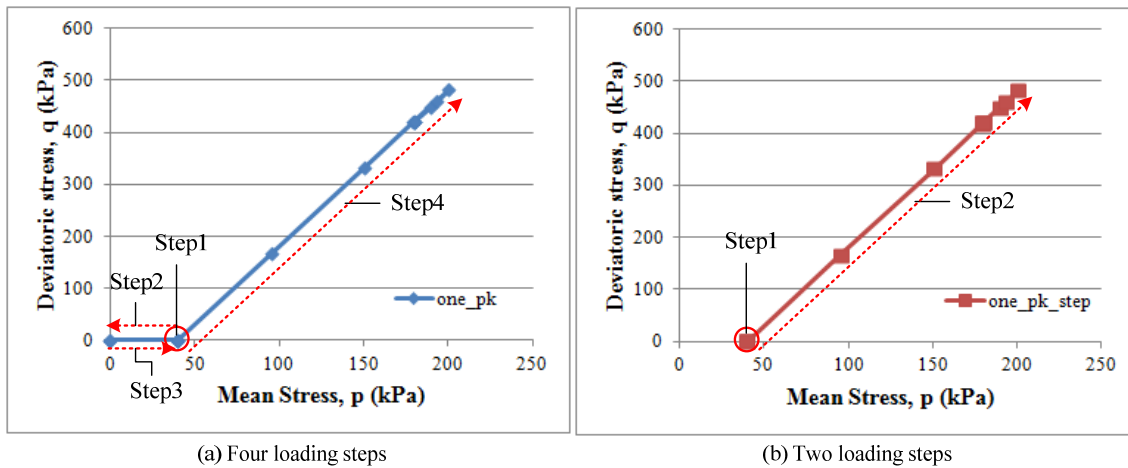 600
500
400
300
200
100
0
Deviatoric stress, q (kPa)
Step4
Step1
Step2
Step3
one_pk
0 50 100 150 200 250
Mean Stress, p (kPa)
(a) Four loading steps
600
500
400
300
200
100
0
Deviatoric stress, q (kPa)
Step2
Step1
one_pk_step
0 50 100 150 200 250
Mean Stress, p (kPa)
(b) Two loading steps